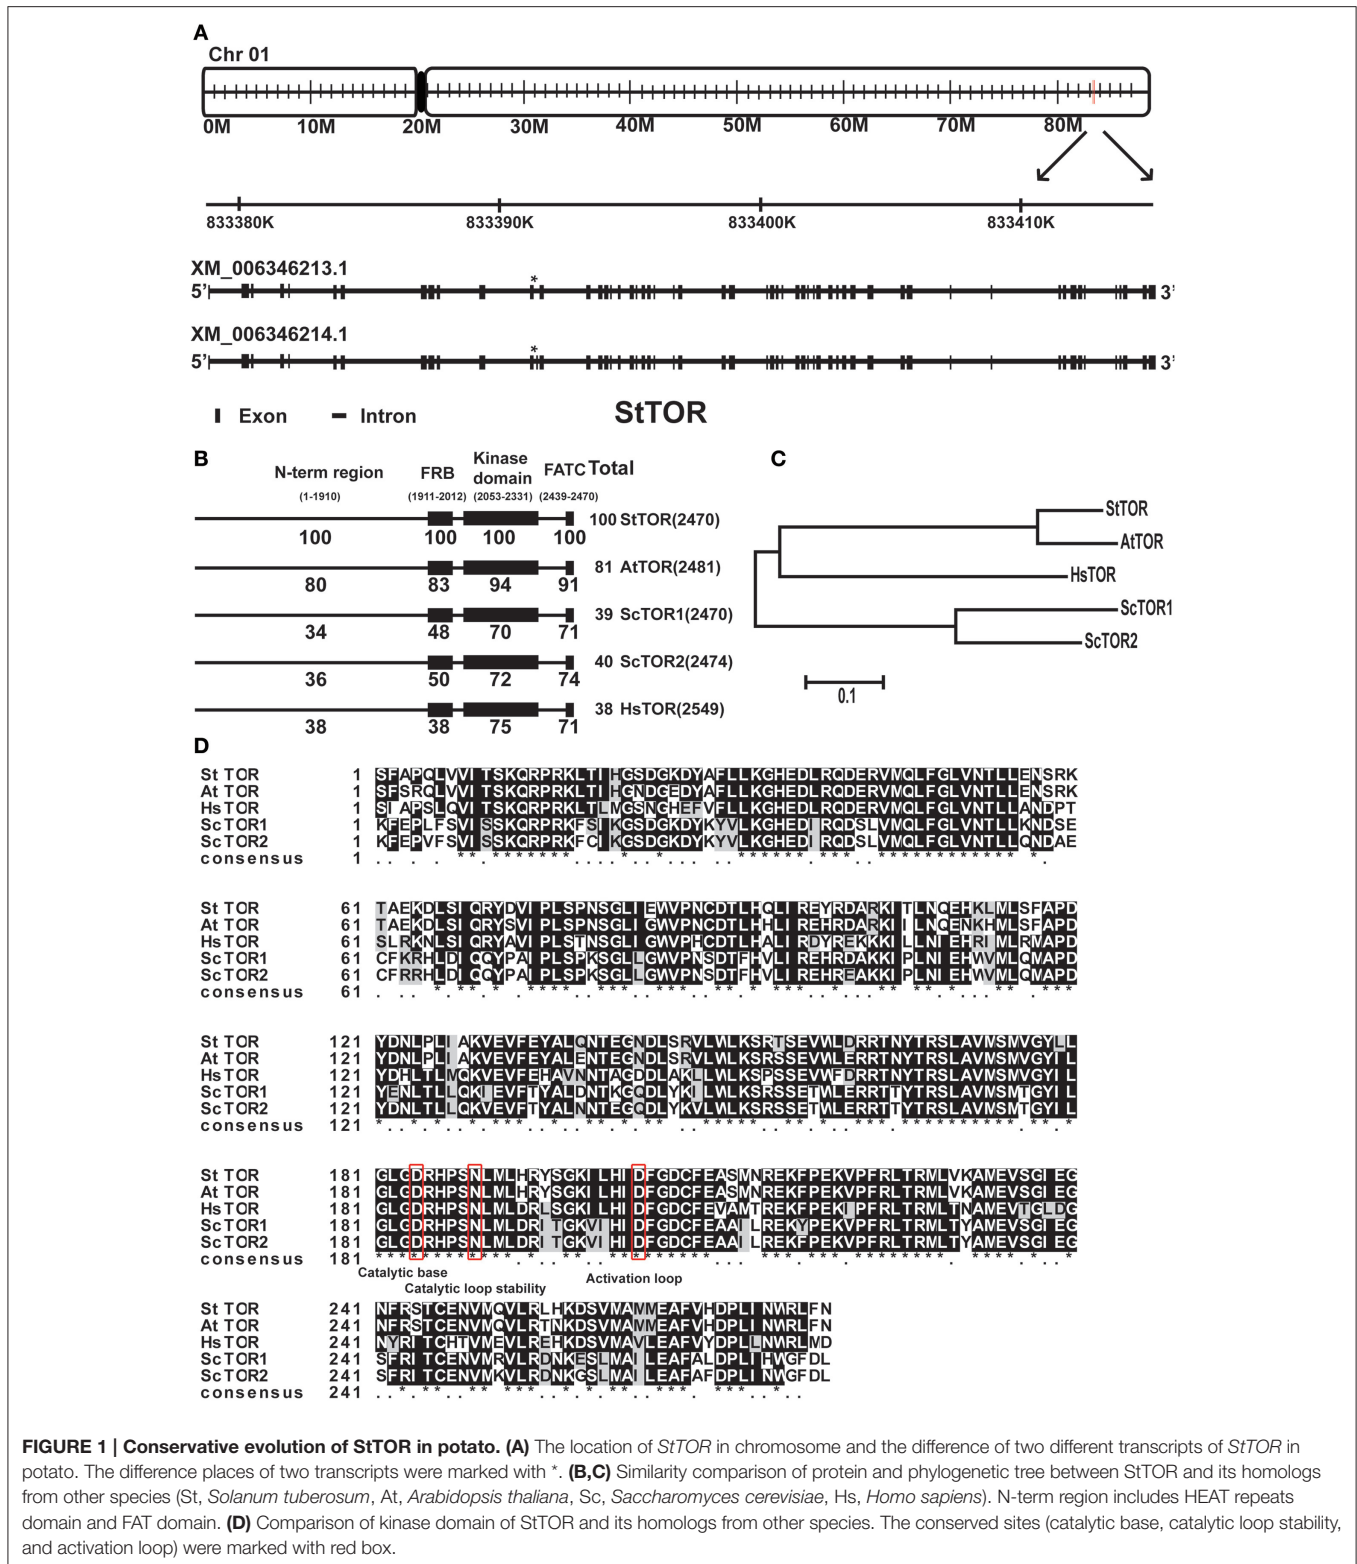 A
Chr 01
0M 10M 20M 30M 40M 50M 60M 70M 80M
833380K 833390K 833400K 833410K
XM_006346213.1
*
5' 3'
XM_006346214.1
*
5' 3'
Exon Intron StTOR
B
N-term region FRB Kinase domain FATC Total
(1-1910) (1911-2012) (2053-2331) (2439-2470)
100 StTOR(2470)
100 100 100 100
81 AtTOR(2481)
80 83 94 91
39 ScTOR1(2470)
34 48 70 71
40 ScTOR2(2474)
36 50 72 74
38 HsTOR(2549)
38 38 75 71
C
StTOR
AtTOR
HsTOR
ScTOR1
ScTOR2
0.1
D
St TOR 1 SFAPQLVVITSKQRPRKLTIHGSDGKDYAFLLKGHEDLRQDERVMQLFGLVNTLLENSRK
At TOR 1 SFSRQLVVITSKQRPRKLTIHGNDGEDYAFLLKGHEDLRQDERVMQLFGLVNTLLENSRK
Hs TOR 1 SIAPSLQVITSKQRPRKLTLMGSNGHEFVFLLKGHEDLRQDERVMQLFGLVNTLLANDPT
ScTOR1 1 KFEPLFSVISSKQRPRKFSIKGSDGKDYKYVLKGHEDIRQDSLVMQLFGLVNTLLKNDSE
ScTOR2 1 KFEPVFSVISSKQRPRKFCIKGSDGKDYKYVLKGHEDIRQDSLVMQLFGLVNTLLQNDAE
consensus 1
St TOR 61 TAEKDLSIQRYDVIPLSPNSGLIEWVPNCDTLHQLIREYRDARKITLNQEHKLMLSFAPD
At TOR 61 TAEKDLSIQRYSVIPLSPNSGLIGWVPNCDTLHHLIREHRDARKIILNQENKHMLSFAPD
Hs TOR 61 SLRKNLSIQRYAVIPLSTNSGLIGWVPHCDTLHALIRDYREKKKILLNIEHRIMLRMAPD
ScTOR1 61 CFKRHLDIQQYPAIPLSPKSGLLGWVPNSDTFHVLIREHRDAKKIPLNIEHWVMLQMAPD
ScTOR2 61 CFRRHLDIQQYPAIPLSPKSGLLGWVPNSDTFHVLIREHREAKKIPLNIEHWVMLQMAPD
consensus 61
St TOR 121 YDNLPLIAKVEVFEYALQNTEGNDLSRVLWLKSRTSEVWLDRRTNYTRSLAVMSMVGYLL
At TOR 121 YDNLPLIAKVEVFEYALENTEGNDLSRVLWLKSRSSEVWLERRTNYTRSLAVMSMVGYIL
Hs TOR 121 YDHLTLMQKVEVFEHAVNNTAGDDLAKLLWLKSPSSEVWFDRRTNYTRSLAVMSMVGYIL
ScTOR1 121 YENLTLLQKIEVFTYALDNTKGQDLYKILWLKSRSSETWLERRTTYTRSLAVMSMTGYIL
ScTOR2 121 YDNLTLLQKVEVFTYALNNTEGQDLYKVLWLKSRSSETWLERRTTYTRSLAVMSMTGYIL
consensus 121
St TOR 181 GLGDRHPSNLMLHRYSGKILHIDFGDCFEASMNREKFPEKVPFRLTRMLVKAMEVSGIEG
At TOR 181 GLGDRHPSNLMLHRYSGKILHIDFGDCFEASMNREKFPEKVPFRLTRMLVKAMEVSGIEG
Hs TOR 181 GLGDRHPSNLMLDRLSGKILHIDFGDCFEVAMTREKFPEKIPFRLTRMLTNAMEVTGLDG
ScTOR1 181 GLGDRHPSNLMLDRITGKVIHIDFGDCFEAAILREKYPEKVPFRLTRMLTYAMEVSGIEG
ScTOR2 181 GLGDRHPSNLMLDRITGKVIHIDFGDCFEAAILREKFPEKVPFRLTRMLTYAMEVSGIEG
consensus 181
Catalytic base
Catalytic loop stability
Activation loop
St TOR 241 NFRSTCENVMQVLRLHKDSVMAMMEAFVHDPLINWRLFN
At TOR 241 NFRSTCENVMQVLRTNKDSVMAMMEAFVHDPLINWRLFN
Hs TOR 241 NYRITCHTVMEVLREHKDSVMAVLEAFVYDPLLNWRLMD
ScTOR1 241 SFRITCENVMRVLRDNKESLMAILEAFALDPLIHWGFDL
ScTOR2 241 SFRITCENVMKVLRDNKGSLMAILEAFAFDPLINWGFDL
consensus 241
FIGURE 1 | Conservative evolution of StTOR in potato. (A) The location of StTOR in chromosome and the difference of two different transcripts of StTOR in
potato. The difference places of two transcripts were marked with *. (B,C) Similarity comparison of protein and phylogenetic tree between StTOR and its homologs
from other species (St, Solanum tuberosum, At, Arabidopsis thaliana, Sc, Saccharomyces cerevisiae, Hs, Homo sapiens). N-term region includes HEAT repeats
domain and FAT domain. (D) Comparison of kinase domain of StTOR and its homologs from other species. The conserved sites (catalytic base, catalytic loop stability,
and activation loop) were marked with red box.